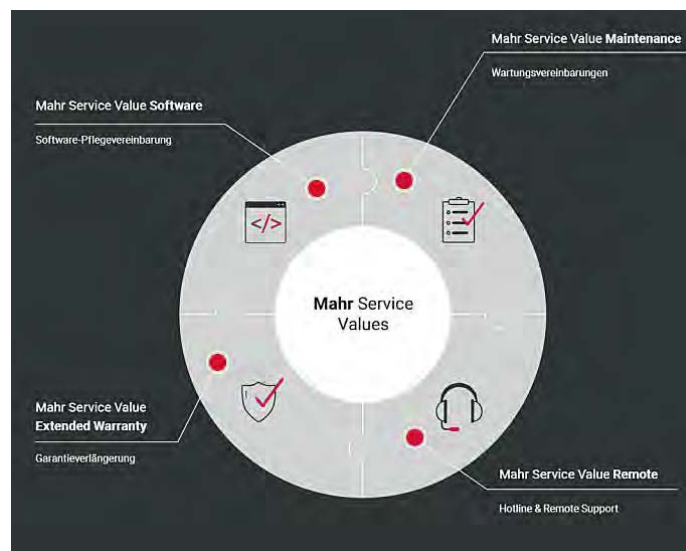 Mahr Service Value Maintenance
Wartungsvereinbarungen
Mahr Service Value Software
Software-Pflegevereinbarung
</>
Mahr Service
Values
Mahr Service Value
Extended Warranty
Garantieverlängerung
Mahr Service Value Remote
Hotline & Remote Support